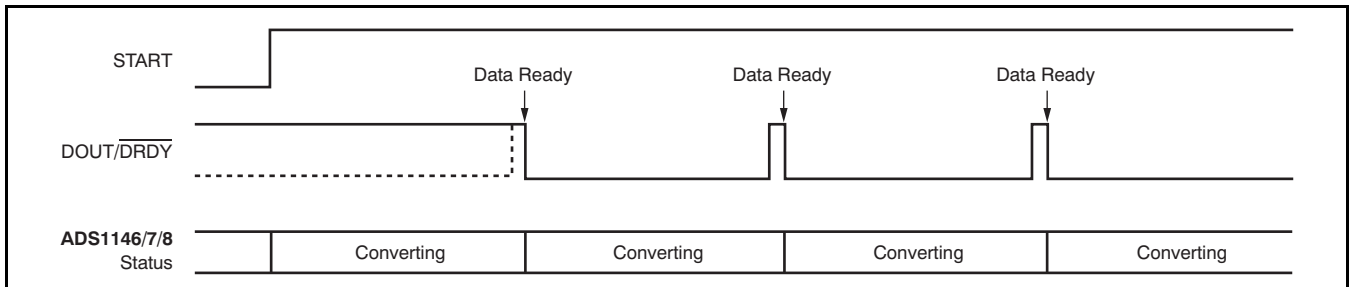 START
Data Ready Data Ready Data Ready
DOUT/DRDY
ADS1146/7/8
Status
Converting Converting Converting Converting